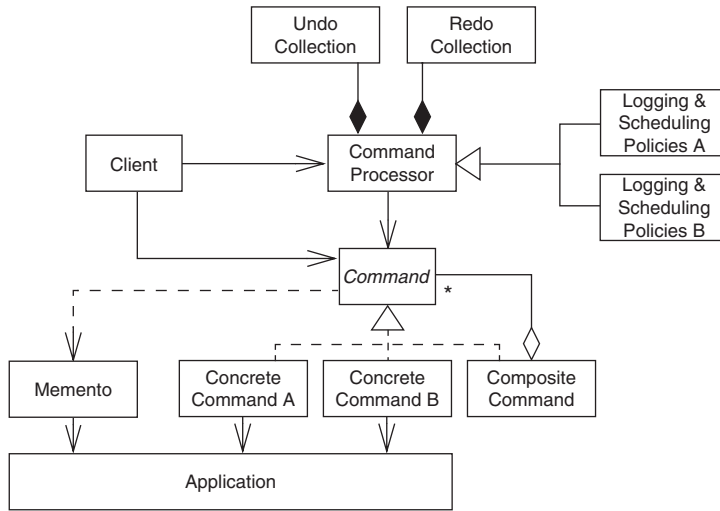 Undo
Collection
Redo
Collection
Logging &
Scheduling
Policies A
Client
Command
Processor
Logging &
Scheduling
Policies B
Command
*
Memento
Concrete
Command A
Concrete
Command B
Composite
Command
Application